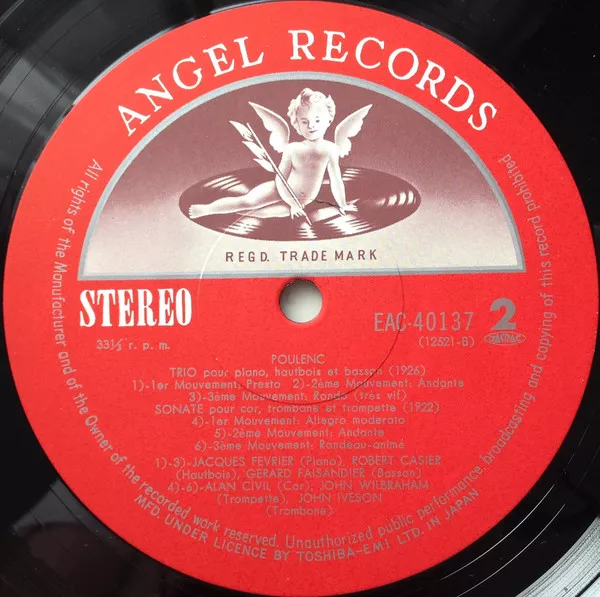 ANGEL RECORDS
REGD. TRADE MARK
STEREO
33⅓ r. p. m.
EAC-40137 2
(12521-B)
POULENC
TRIO pour piano, hautbois et basson (1926)
1)-1er Mouvement: Presto 2)-2ème Mouvement: Andante
3)-3ème Mouvement: Rondo (très vif)
SONATE pour cor, trombone et trompette (1922)
4)-1er Mouvement: Allegro moderato
5)-2ème Mouvement: Andante
6)-3ème Mouvement: Rondeau-animé
1)-3)-JACQUES FEVRIER (Piano), ROBERT CASIER
(Hautbois), GERARD FAISANDIER (Basson)
4)-6)-ALAN CIVIL (Cor), JOHN WILBRAHAM
(Trompette), JOHN IVESON
(Trombone)
All rights of the Manufacturer and of the Owner of the recorded work reserved. Unauthorized public performance, broadcasting and copying of this record prohibited
MFD. UNDER LICENCE BY TOSHIBA-EMI LTD. IN JAPAN